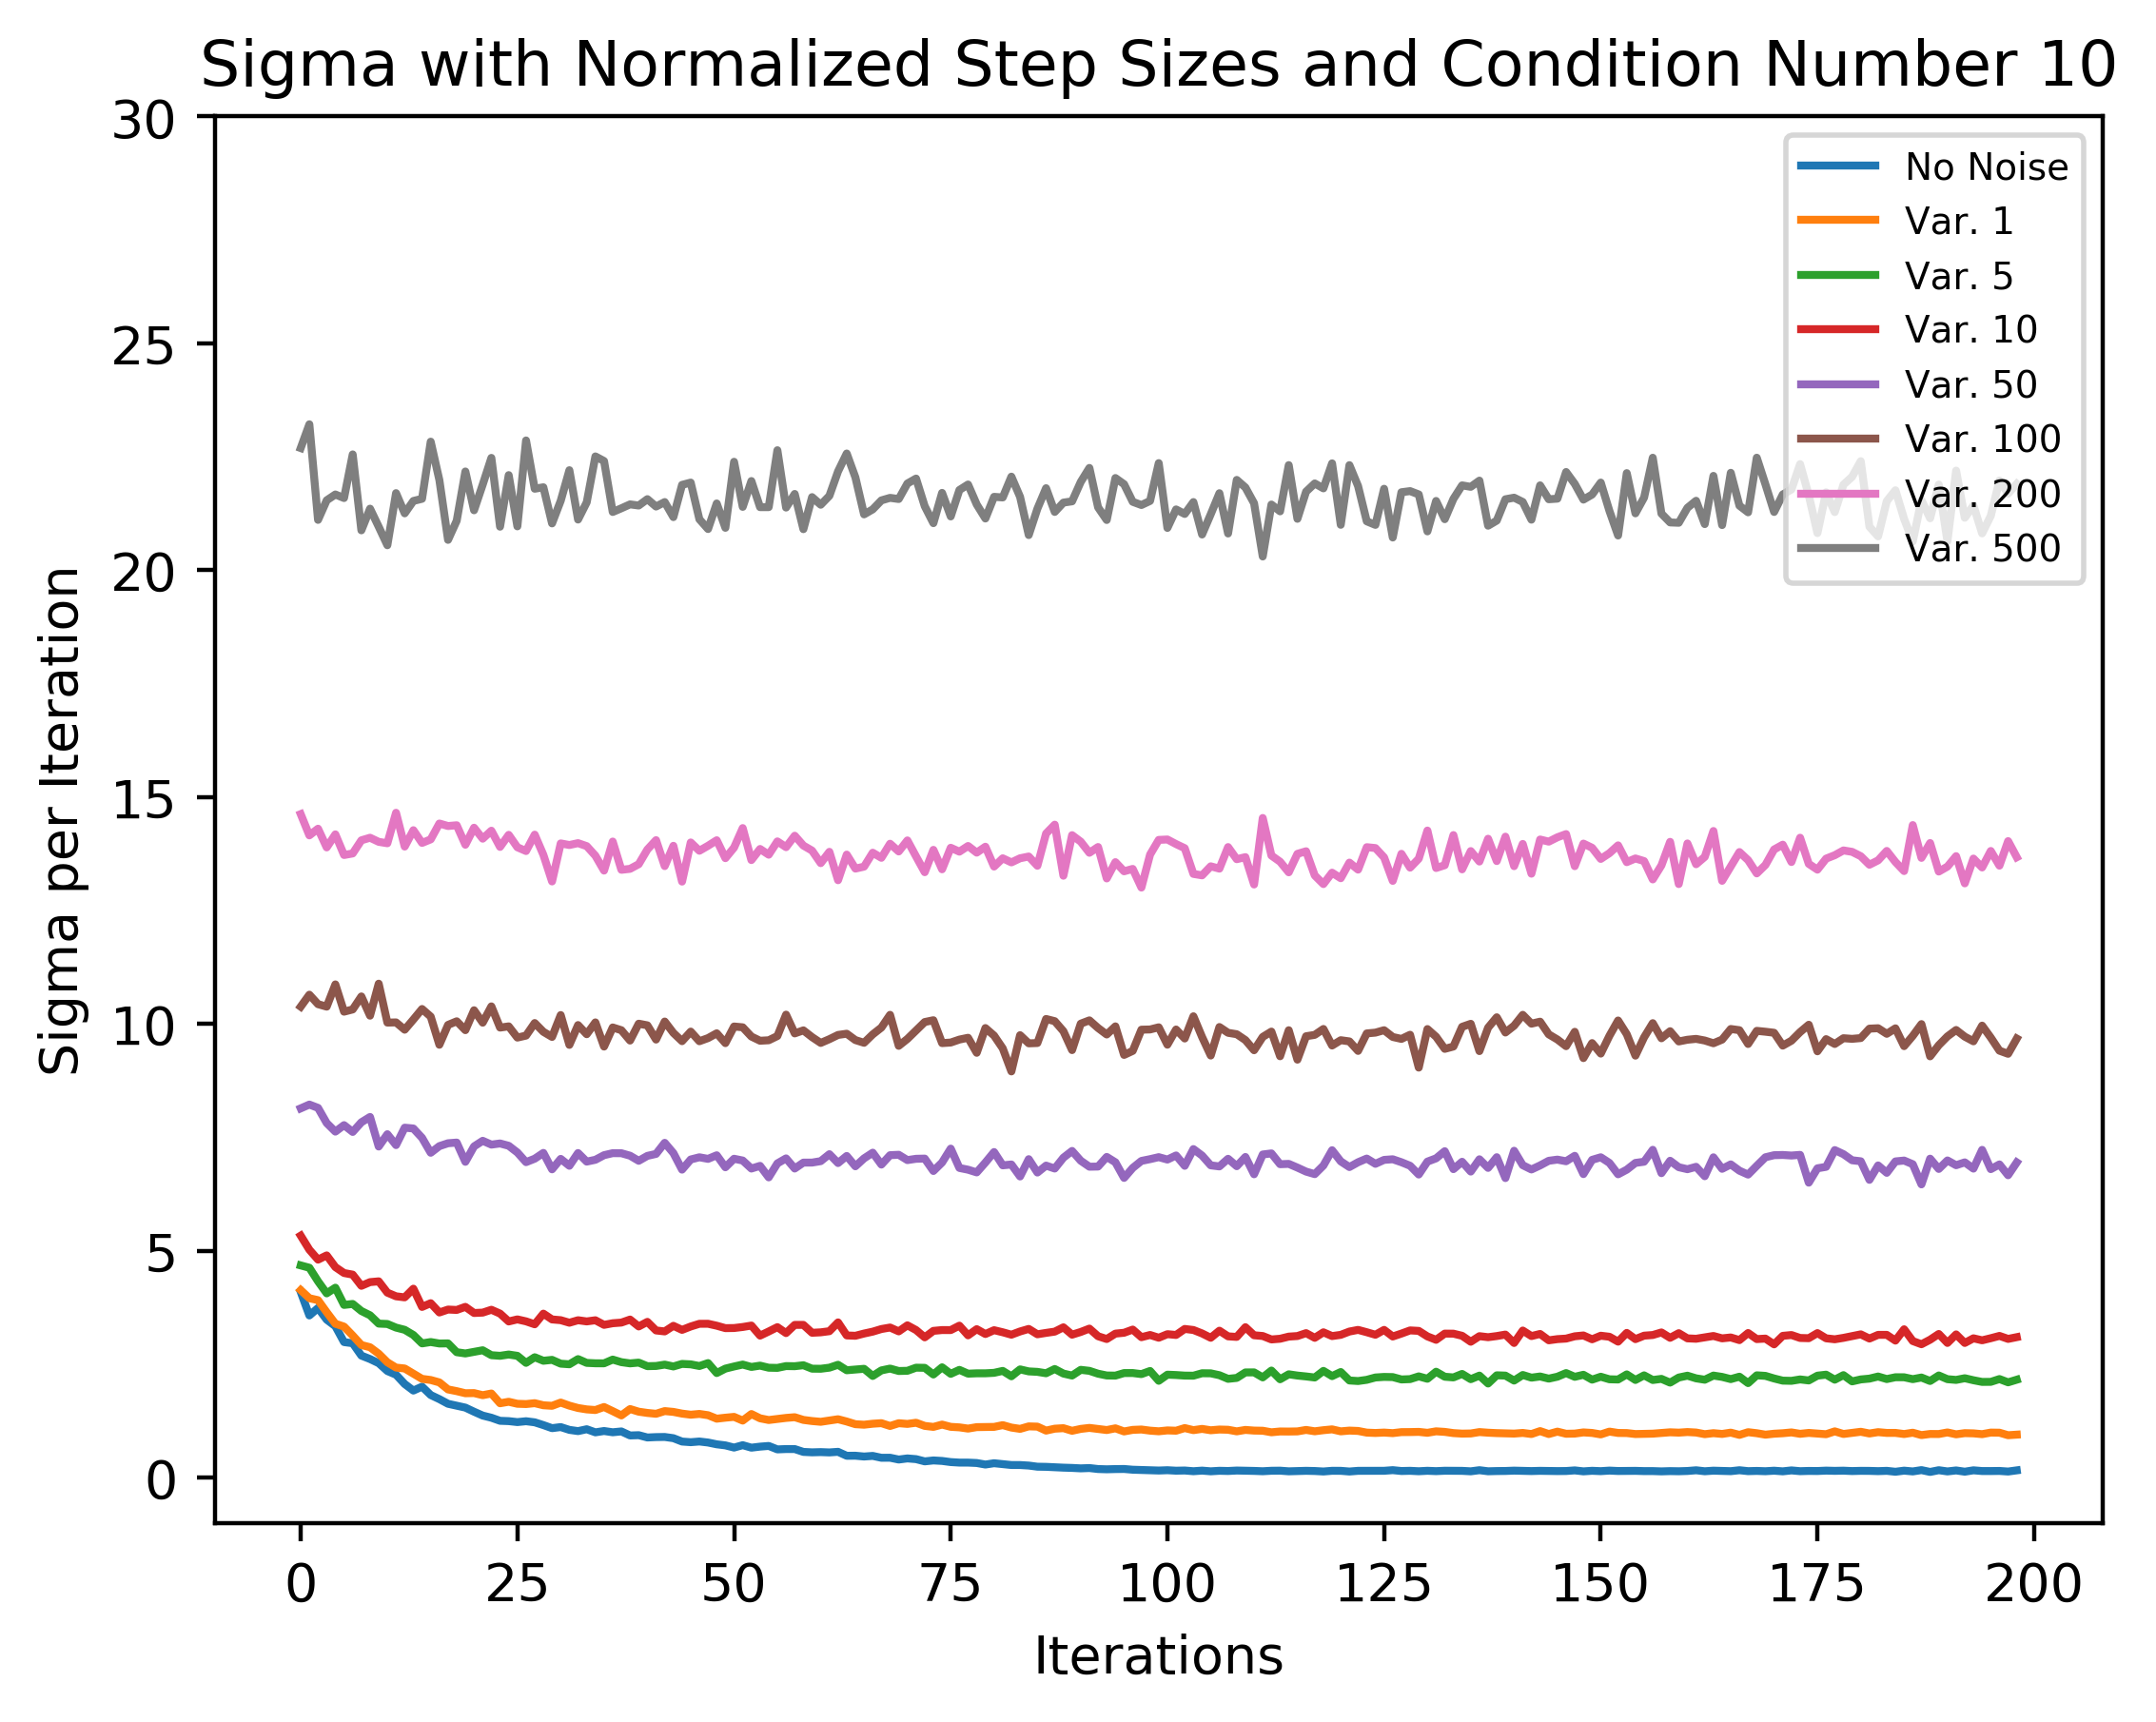 Sigma with Normalized Step Sizes and Condition Number 10
30
25
20
15
10
5
0
Sigma per Iteration
No Noise
Var. 1
Var. 5
Var. 10
Var. 50
Var. 100
Var. 200
Var. 500
0 25 50 75 100 125 150 175 200
Iterations